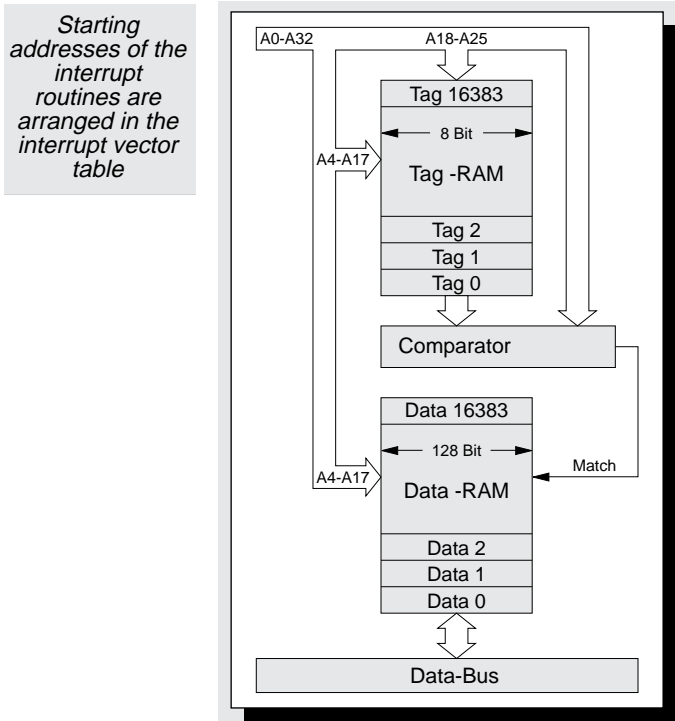 Starting
addresses of the
interrupt
routines are
arranged in the
interrupt vector
table
A0-A32
A18-A25
Tag 16383
8 Bit
A4-A17
Tag -RAM
Tag 2
Tag 1
Tag 0
Comparator
Data 16383
128 Bit
Match
A4-A17
Data -RAM
Data 2
Data 1
Data 0
Data-Bus